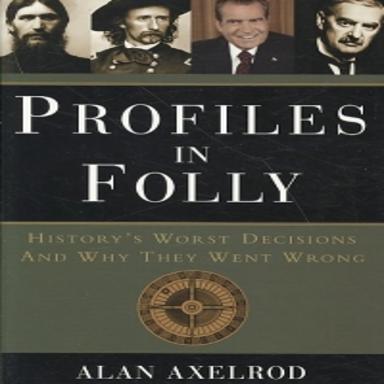 PROFILES
IN
FOLLY
HISTORY'S WORST DECISIONS
AND WHY THEY WENT WRONG
ALAN AXELROD